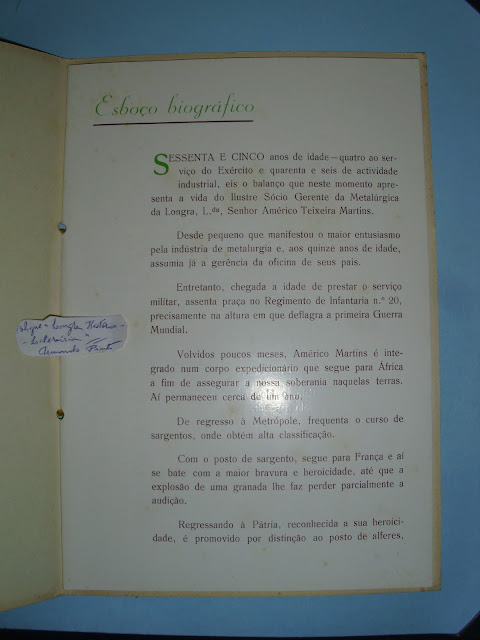 Esboço biográfico
SESSENTA E CINCO anos de idade—quatro ao ser-
viço do Exército e quarenta e seis de actividade
industrial, eis o balanço que neste momento apre-
senta a vida do Ilustre Sócio Gerente da Metalúrgica
da Longra, L.da, Senhor Américo Teixeira Martins.
Desde pequeno que manifestou o maior entusiasmo
pela indústria de metalurgia e, aos quinze anos de idade,
assumia já a gerência da oficina de seus pais.
Entretanto, chegada a idade de prestar o serviço
militar, assenta praça no Regimento de Infantaria n.º 20,
precisamente na altura em que deflagra a primeira Guerra
Mundial.
Volvidos poucos meses, Américo Martins é inte-
grado num corpo expedicionário que segue para África
a fim de assegurar a nossa soberania naquelas terras.
Aí permaneceu cerca de um ano.
De regresso à Metrópole, frequenta o curso de
sargentos, onde obtém alta classificação.
Com o posto de sargento, segue para França e aí
se bate com a maior bravura e heroicidade, até que a
explosão de uma granada lhe faz perder parcialmente a
audição.
Regressando à Pátria, reconhecida a sua heroici-
dade, é promovido por distinção ao posto de alferes,
Longra Histórico-
-Literária
Armando Pinto